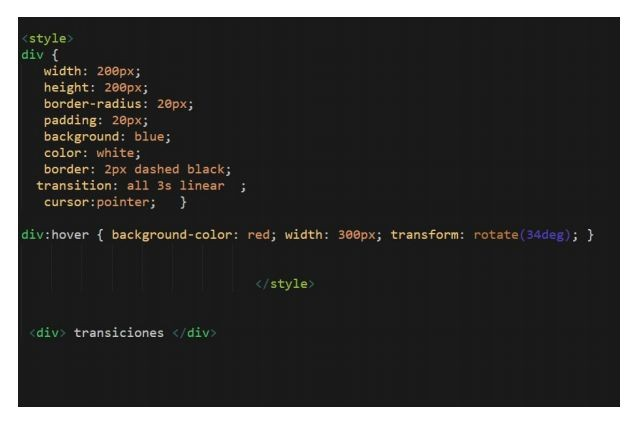 <style>
div {
width: 200px;
height: 200px;
border-radius: 20px;
padding: 20px;
background: blue;
color: white;
border: 2px dashed black;
transition: all 3s linear  ;
cursor:pointer;   }
div:hover { background-color: red; width: 300px; transform: rotate(34deg); }
</style>
<div> transiciones </div>